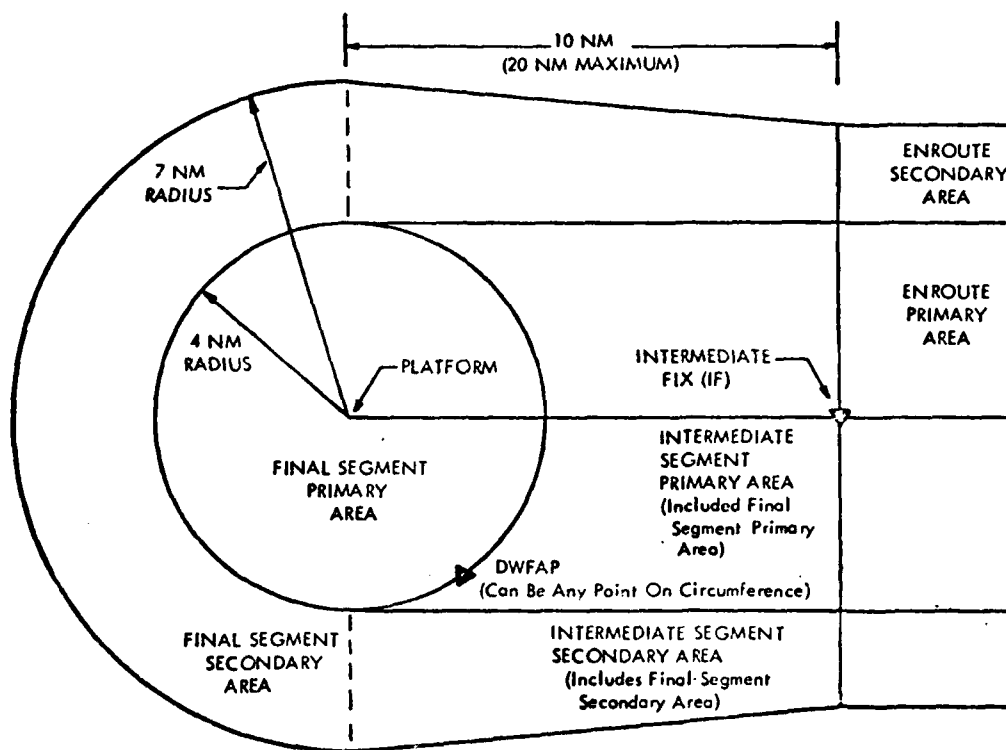 10 NM
(20 NM MAXIMUM)
7 NM
RADIUS
ENROUTE
SECONDARY
AREA
ENROUTE
PRIMARY
AREA
4 NM
RADIUS
PLATFORM
INTERMEDIATE
FIX (IF)
FINAL SEGMENT
PRIMARY
AREA
INTERMEDIATE
SEGMENT
PRIMARY AREA
(Included Final
Segment Primary
Area)
DWFAP
(Can Be Any Point On Circumference)
FINAL SEGMENT
SECONDARY
AREA
INTERMEDIATE SEGMENT
SECONDARY AREA
(Includes Final-Segment
Secondary Area)